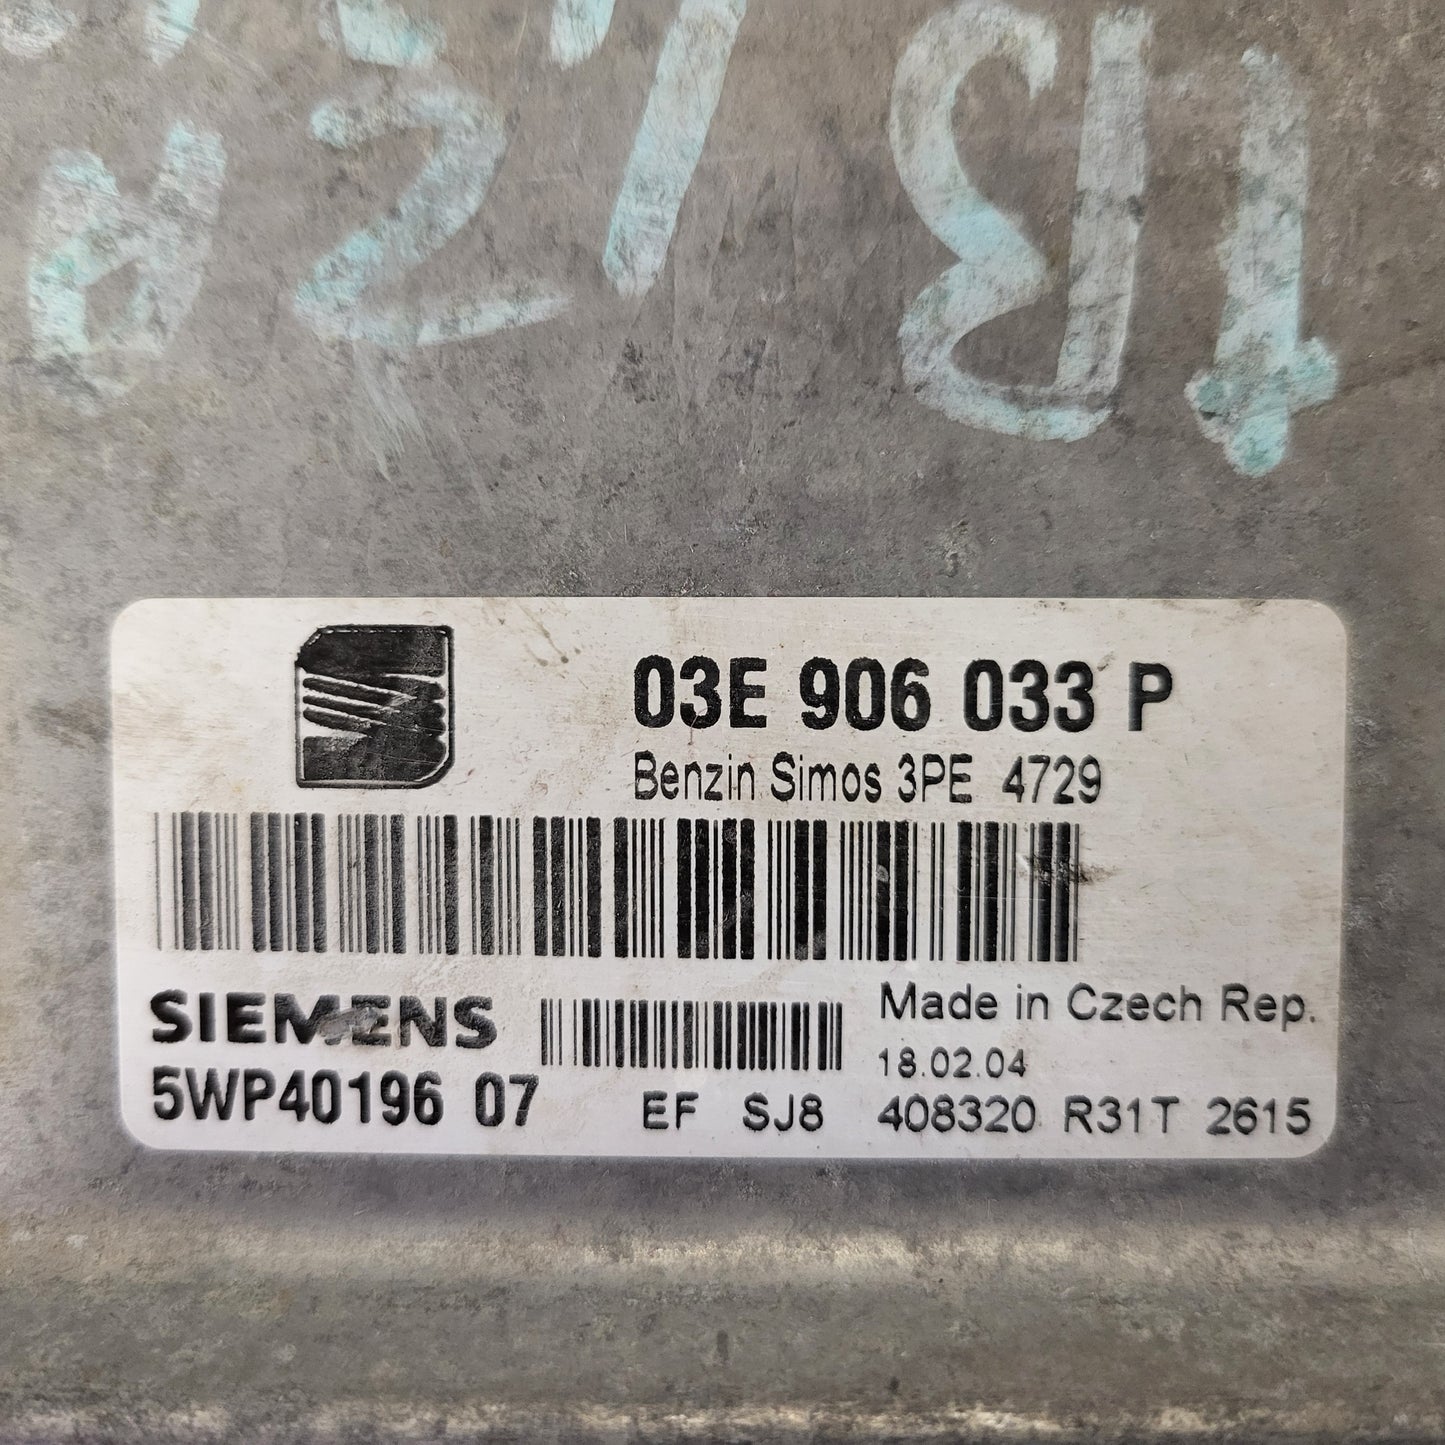 03E 906 033 P
Benzin Simos 3PE 4729
SIEMENS
Made in Czech Rep.
18.02.04
5WP40196 07 EF SJ8 408320 R31T 2615